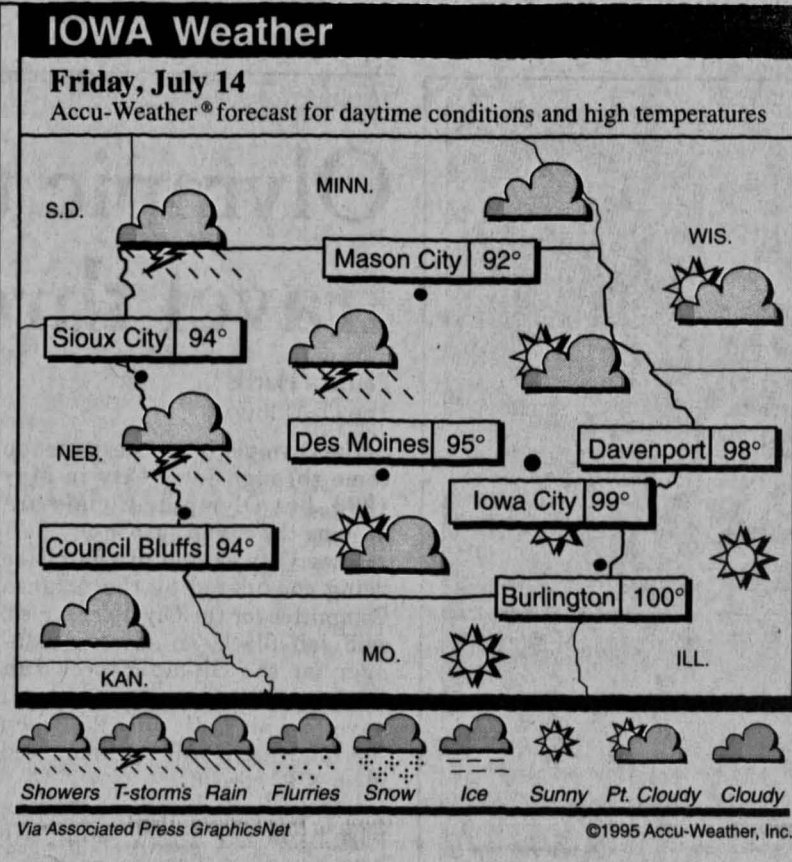 IOWA Weather
Friday, July 14
Accu-Weather® forecast for daytime conditions and high temperatures
MINN.
S.D.
WIS.
Mason City 92°
Sioux City 94°
Des Moines 95°
Davenport 98°
NEB.
Iowa City 99°
Council Bluffs 94°
Burlington 100°
MO.
ILL.
KAN.
Showers T-storms Rain Flurries Snow Ice Sunny Pt. Cloudy Cloudy
Via Associated Press GraphicsNet ©1995 Accu-Weather, Inc.